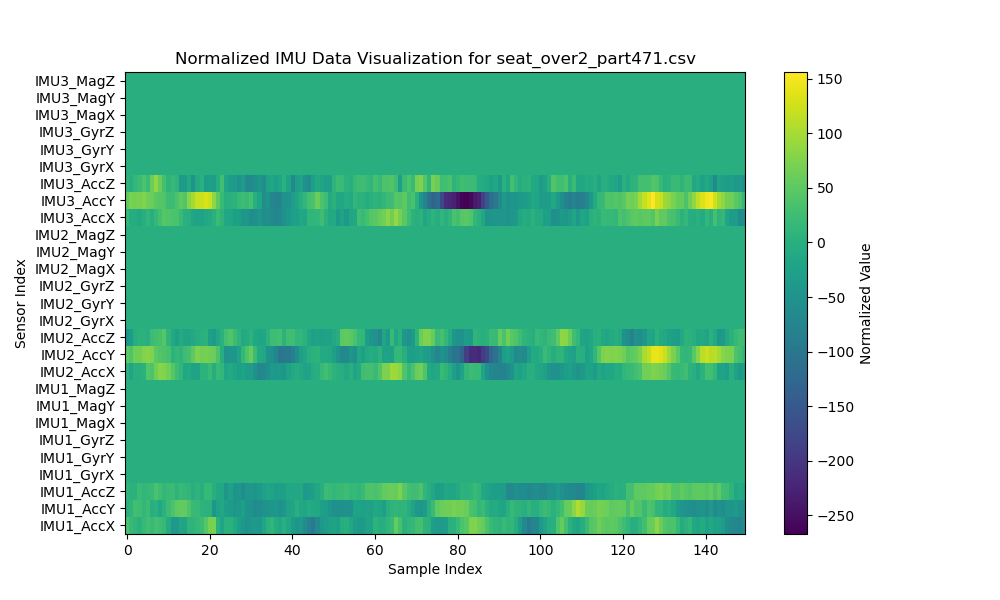 Normalized IMU Data Visualization for seat_over2_part471.csv
IMU3_MagZ
IMU3_MagY
IMU3_MagX
IMU3_GyrZ
IMU3_GyrY
IMU3_GyrX
IMU3_AccZ
IMU3_AccY
IMU3_AccX
IMU2_MagZ
IMU2_MagY
IMU2_MagX
IMU2_GyrZ
IMU2_GyrY
IMU2_GyrX
IMU2_AccZ
IMU2_AccY
IMU2_AccX
IMU1_MagZ
IMU1_MagY
IMU1_MagX
IMU1_GyrZ
IMU1_GyrY
IMU1_GyrX
IMU1_AccZ
IMU1_AccY
IMU1_AccX
Sensor Index
0 20 40 60 80 100 120 140
Sample Index
150
100
50
0
−50
−100
−150
−200
−250
Normalized Value